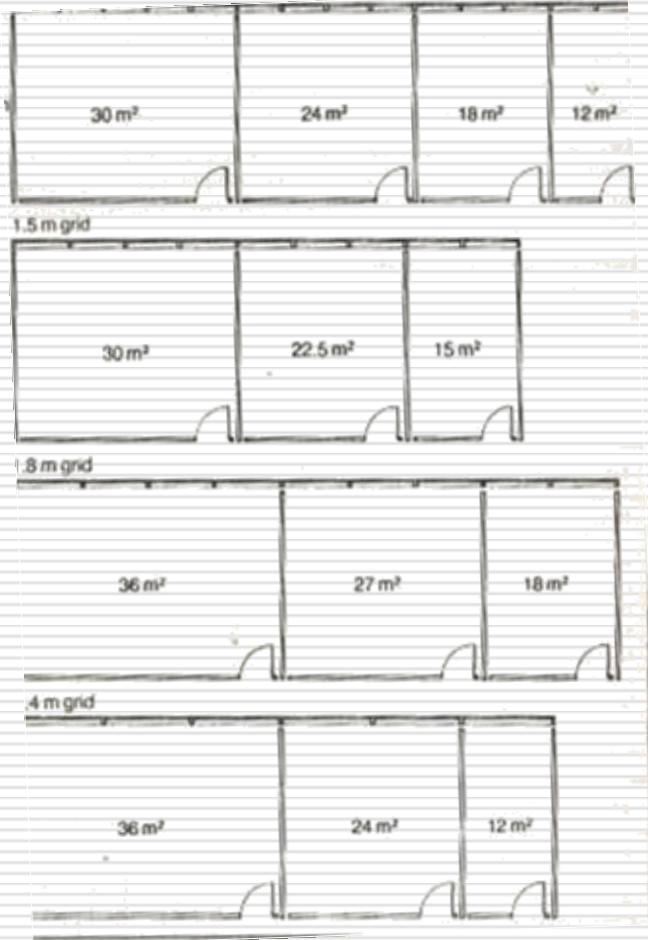 30 m² 24 m² 18 m² 12 m²
1.5 m grid
30 m² 22.5 m² 15 m²
.8 m grid
36 m² 27 m² 18 m²
.4 m grid
36 m² 24 m² 12 m²